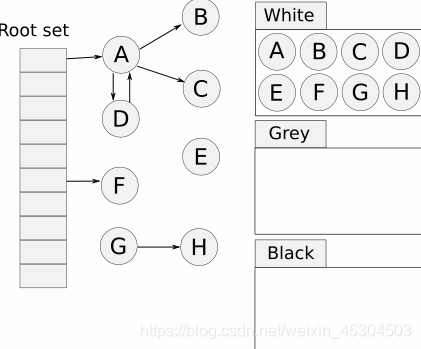 Root set
A
B
C
D
E
F
G
H
White
A B C D
E F G H
Grey
Black
https://blog.csdn.net/weixin_45304503